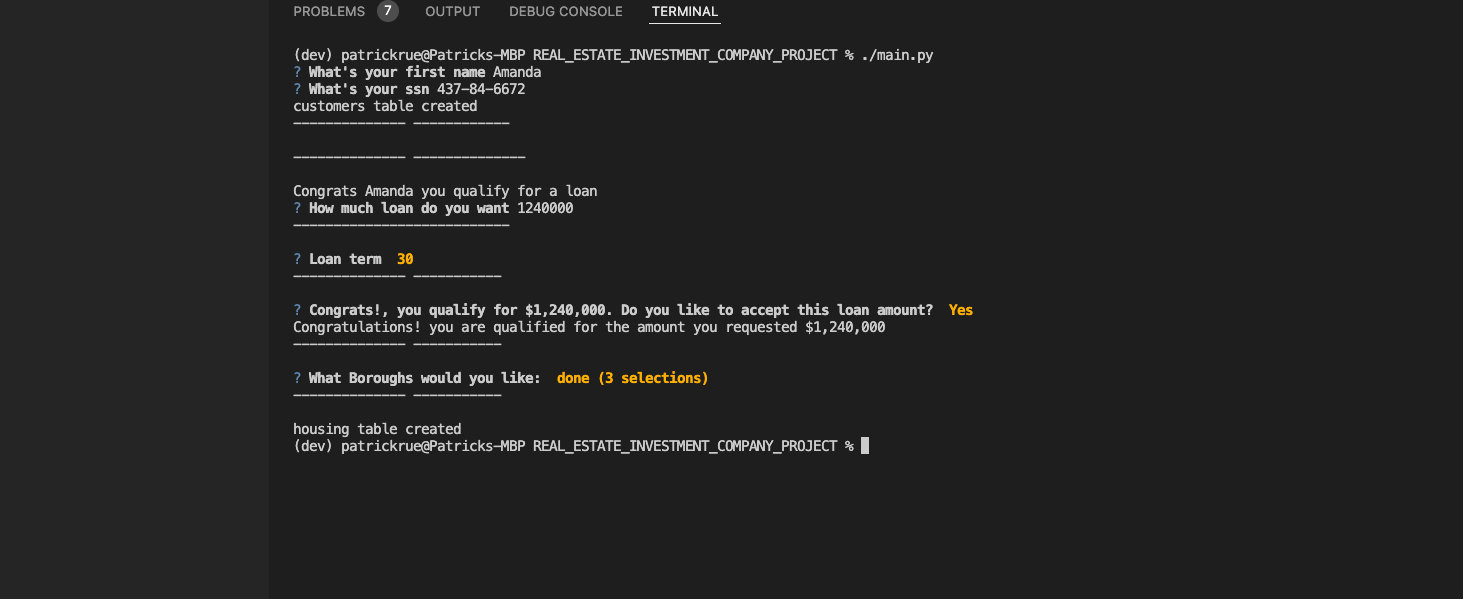 PROBLEMS 7 OUTPUT DEBUG CONSOLE TERMINAL
(dev) patrickrue@Patricks-MBP REAL_ESTATE_INVESTMENT_COMPANY_PROJECT % ./main.py
? What's your first name Amanda
? What's your ssn 437-84-6672
customers table created
-------------- ------------
-------------- --------------
Congrats Amanda you qualify for a loan
? How much loan do you want 1240000
---------------------------
? Loan term  30
-------------- -----------
? Congrats!, you qualify for $1,240,000. Do you like to accept this loan amount?  Yes
Congratulations! you are qualified for the amount you requested $1,240,000
-------------- -----------
? What Boroughs would you like:  done (3 selections)
-------------- -----------
housing table created
(dev) patrickrue@Patricks-MBP REAL_ESTATE_INVESTMENT_COMPANY_PROJECT %